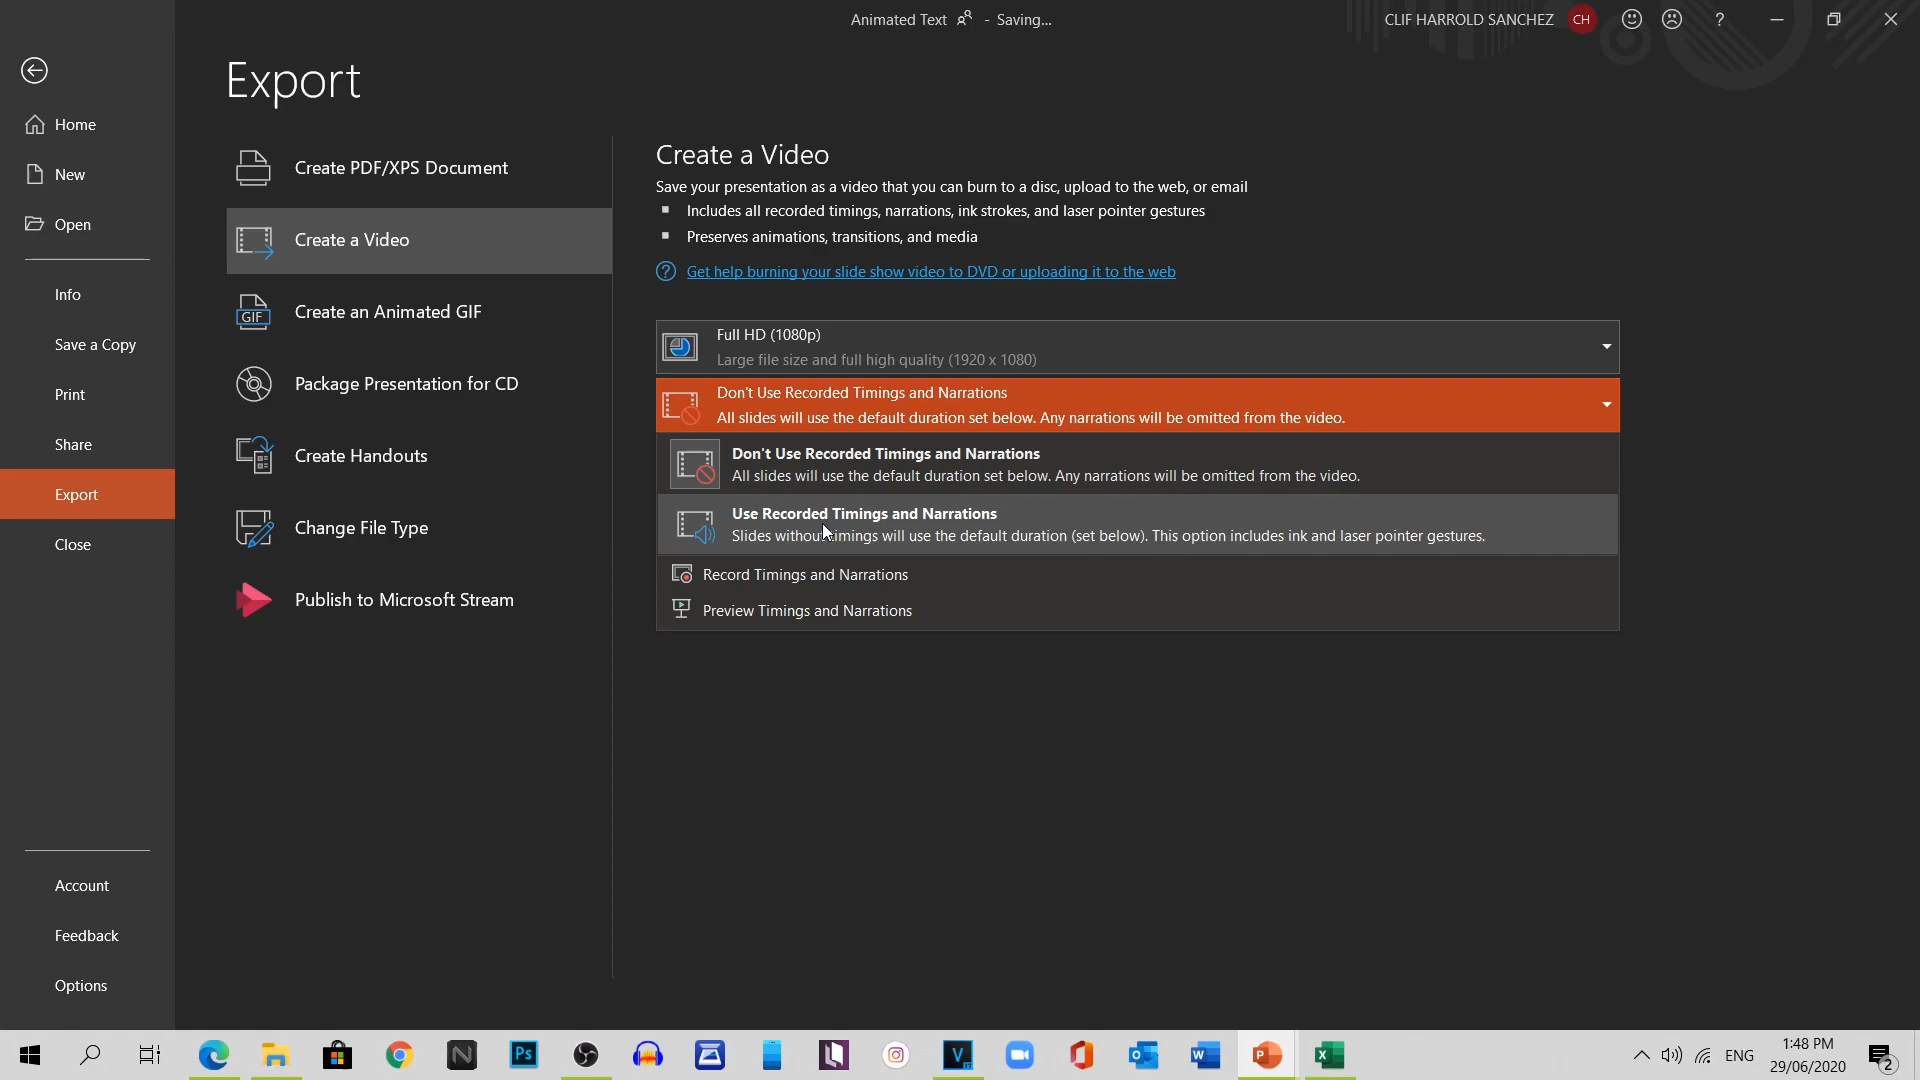 Animated Text - Saving...
CLIF HARROLD SANCHEZ CH ?
Export
Home
New
Open
Info
Save a Copy
Print
Share
Export
Close
Account
Feedback
Options
Create PDF/XPS Document
Create a Video
GIF Create an Animated GIF
Package Presentation for CD
Create Handouts
Change File Type
Publish to Microsoft Stream
Create a Video
Save your presentation as a video that you can burn to a disc, upload to the web, or email
Includes all recorded timings, narrations, ink strokes, and laser pointer gestures
Preserves animations, transitions, and media
? Get help burning your slide show video to DVD or uploading it to the web
Full HD (1080p)
Large file size and full high quality (1920 x 1080)
Don't Use Recorded Timings and Narrations
All slides will use the default duration set below. Any narrations will be omitted from the video.
Don't Use Recorded Timings and Narrations
All slides will use the default duration set below. Any narrations will be omitted from the video.
Use Recorded Timings and Narrations
Slides without timings will use the default duration (set below). This option includes ink and laser pointer gestures.
Record Timings and Narrations
Preview Timings and Narrations
N Ps V W P X
ENG
1:48 PM
29/06/2020
2